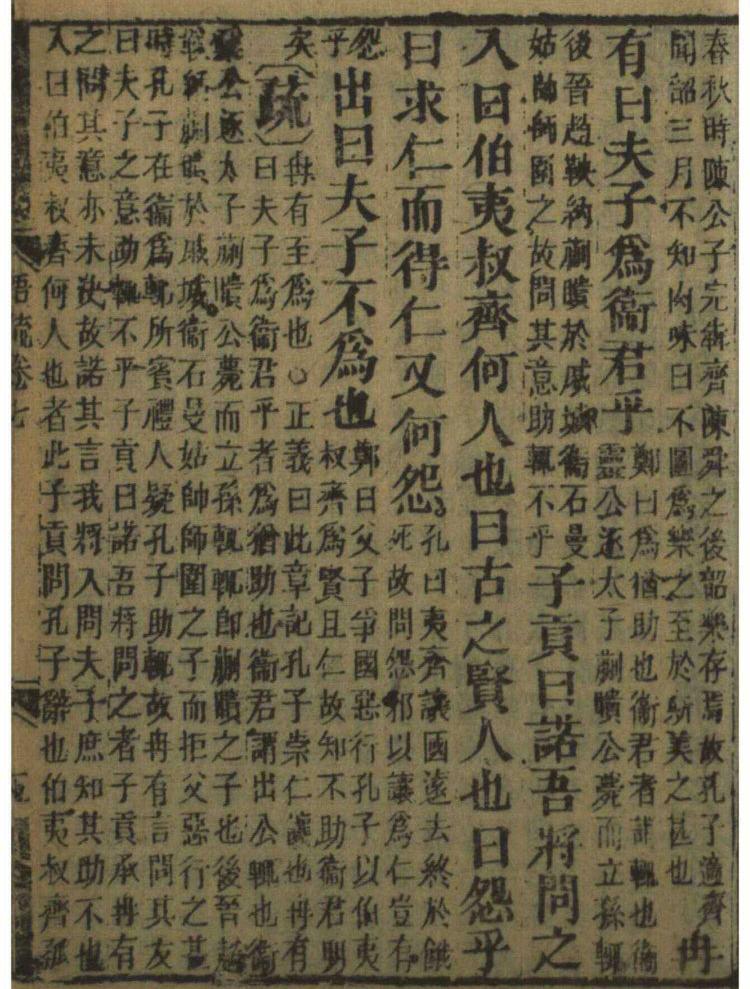 春秋時陳公子完奔齊陳舜之後韶樂存焉故孔子適齊
聞韶三月不知肉味曰不圖爲樂之至於斯美之甚也
冉
有曰夫子爲衞君乎
鄭曰爲猶助也衞君者謂輒也衞
靈公逐太子蒯聵公薨而立孫輒
後晉趙鞅納蒯聵於戚城衞石曼
姑帥師圍之故問其意助輒不乎
子貢曰諾吾將問之
入曰伯夷叔齊何人也曰古之賢人也曰怨乎
曰求仁而得仁又何怨
孔曰夷齊讓國遠去終於餓
死故問怨邪以讓爲仁豈有
怨
乎
出曰夫子不爲也
鄭曰父子爭國惡行孔子以伯夷
叔齊爲賢且仁故知不助衞君明
矣
疏
冉有至爲也○正義曰此章記孔子崇仁讓也冉有
曰夫子爲衞君乎者爲猶助也衞君謂出公輒也衞
靈公逐太子蒯聵公薨而立孫輒輒即蒯聵之子也後晉趙
鞅納蒯聵於戚城衞石曼姑帥師圍之子而拒父惡行之甚
時孔子在衞爲輒所賓禮人疑孔子助輒故冉有言問其友
曰夫子之意助輒不乎子貢曰諾吾將問之者子貢承冉有
之問其意亦未決故諾其言我將入問夫子庶知其助不也
入曰伯夷叔齊何人也者此子貢問孔子辭也伯夷叔齊孤
語疏卷七